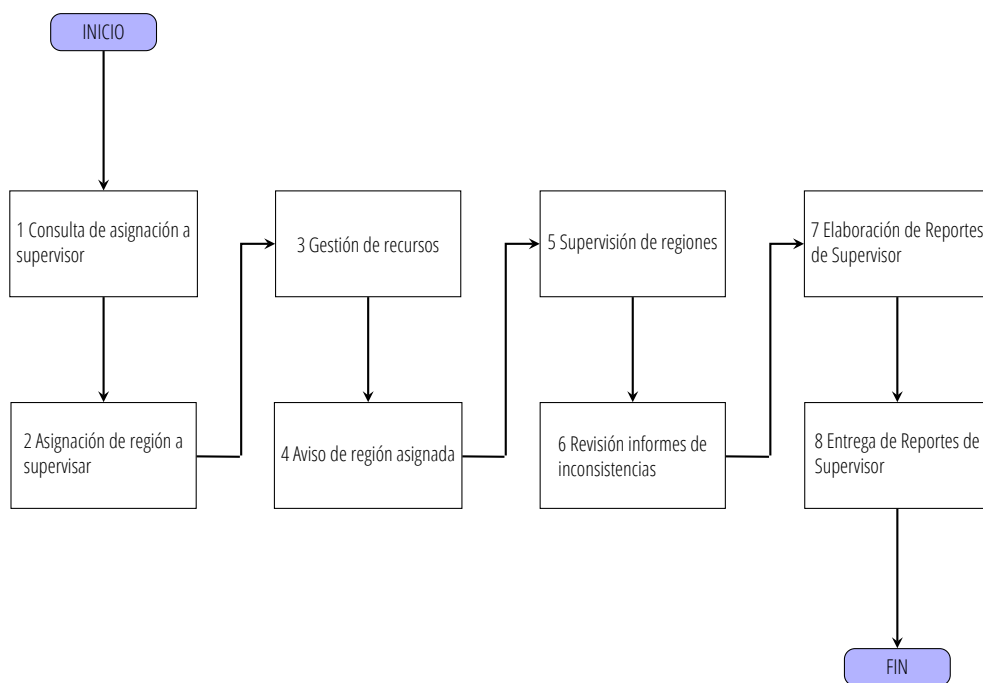 INICIO
1 Consulta de asignación a
supervisor
2 Asignación de región a
supervisar
3 Gestión de recursos
4 Aviso de región asignada
5 Supervisión de regiones
6 Revisión informes de
inconsistencias
7 Elaboración de Reportes
de Supervisor
8 Entrega de Reportes de
Supervisor
FIN